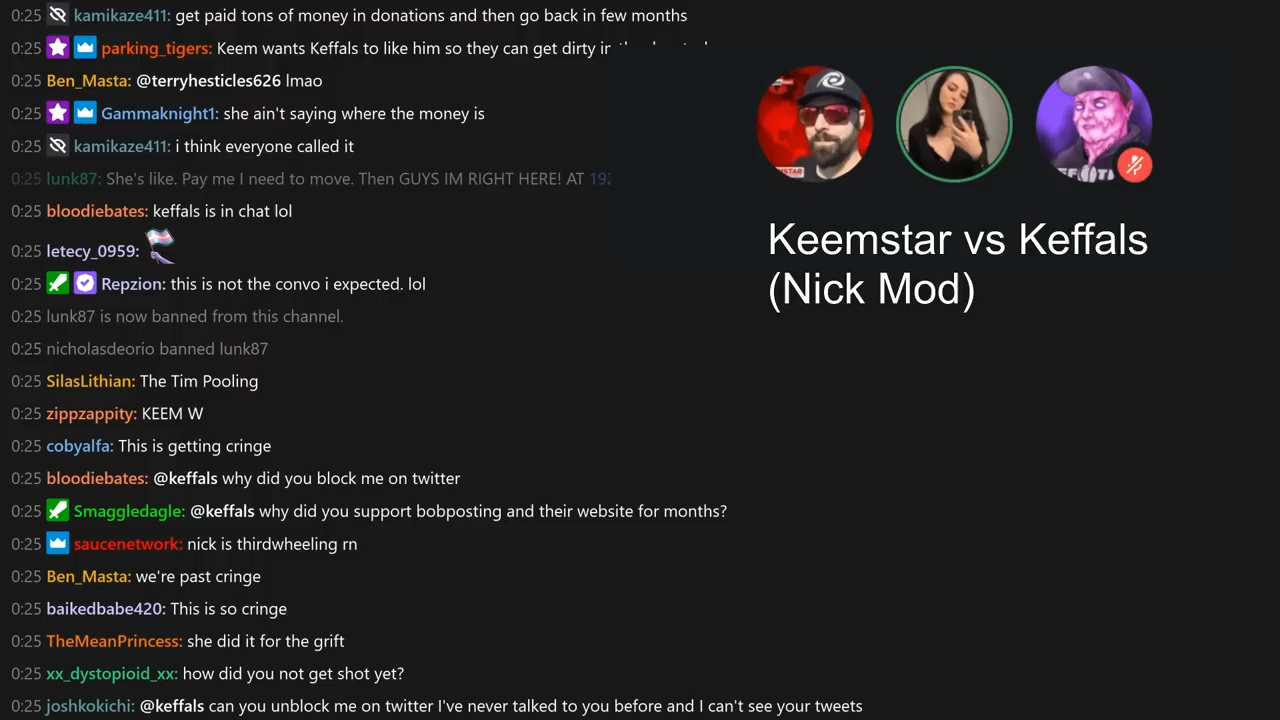 0:25 kamikaze411: get paid tons of money in donations and then go back in few months
0:25 parking_tigers: Keem wants Keffals to like him so they can get dirty in
0:25 Ben_Masta: @terryhesticles626 lmao
0:25 Gammaknight1: she ain't saying where the money is
0:25 kamikaze411: i think everyone called it
0:25 lunk87: She's like. Pay me I need to move. Then GUYS IM RIGHT HERE! AT 192
0:25 bloodiebates: keffals is in chat lol
0:25 letecy_0959:
0:25 Repzion: this is not the convo i expected. lol
0:25 lunk87 is now banned from this channel.
0:25 nicholasdeorio banned lunk87
0:25 SilasLithian: The Tim Pooling
0:25 zippzappity: KEEM W
0:25 cobyalfa: This is getting cringe
0:25 bloodiebates: @keffals why did you block me on twitter
0:25 Smaggledagle: @keffals why did you support bobposting and their website for months?
0:25 saucenetwork: nick is thirdwheeling rn
0:25 Ben_Masta: we're past cringe
0:25 baikedbabe420: This is so cringe
0:25 TheMeanPrincess: she did it for the grift
0:25 xx_dystopioid_xx: how did you not get shot yet?
0:25 joshkokichi: @keffals can you unblock me on twitter I've never talked to you before and I can't see your tweets
Keemstar vs Keffals
(Nick Mod)